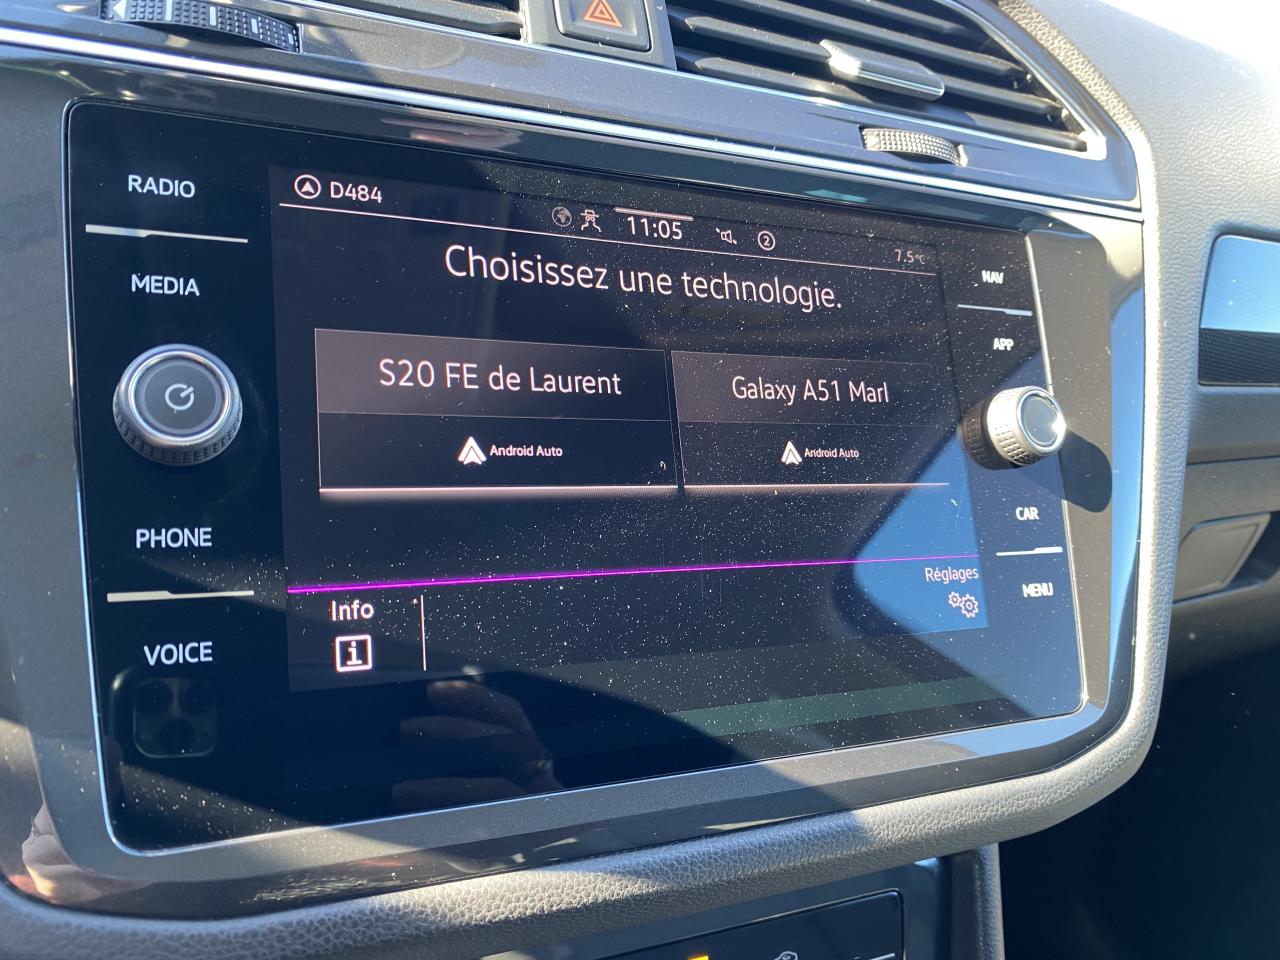 RADIO
MEDIA
PHONE
VOICE
D484
11:05
2
7.5°C
Choisissez une technologie.
S20 FE de Laurent
Android Auto
Galaxy A51 Marl
Android Auto
Info
i
Réglages
NAV
APP
CAR
MENU